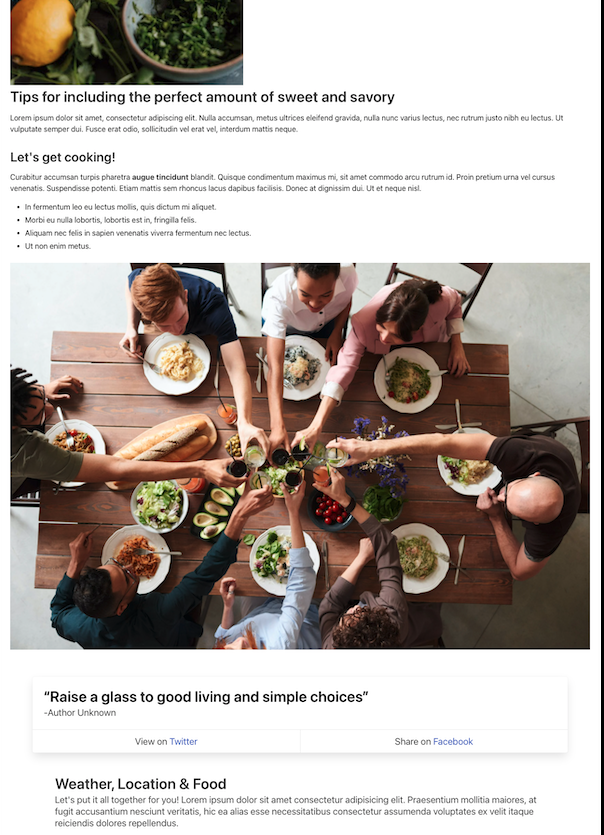 Tips for including the perfect amount of sweet and savory
Lorem ipsum dolor sit amet, consectetur adipiscing elit. Nulla accumsan, metus ultrices eleifend gravida, nulla nunc varius lectus, nec rutrum justo nibh eu lectus. Ut
vulputate semper dui. Fusce erat odio, sollicitudin vel erat vel, interdum mattis neque.
Let's get cooking!
Curabitur accumsan turpis pharetra augue tincidunt blandit. Quisque condimentum maximus mi, sit amet commodo arcu rutrum id. Proin pretium urna vel cursus
venenatis. Suspendisse potenti. Etiam mattis sem rhoncus lacus dapibus facilisis. Donec at dignissim dui. Ut et neque nisl.
• In fermentum leo eu lectus mollis, quis dictum mi aliquet.
• Morbi eu nulla lobortis, lobortis est in, fringilla felis.
• Aliquam nec felis in sapien venenatis viverra fermentum nec lectus.
• Ut non enim metus.
“Raise a glass to good living and simple choices”
-Author Unknown
View on Twitter
Share on Facebook
Weather, Location & Food
Let's put it all together for you! Lorem ipsum dolor sit amet consectetur adipisicing elit. Praesentium mollitia maiores, at
fugit accusantium nesciunt veritatis, hic ea alias esse necessitatibus consectetur assumenda voluptates ex velit itaque
reiciendis dolores repellendus.